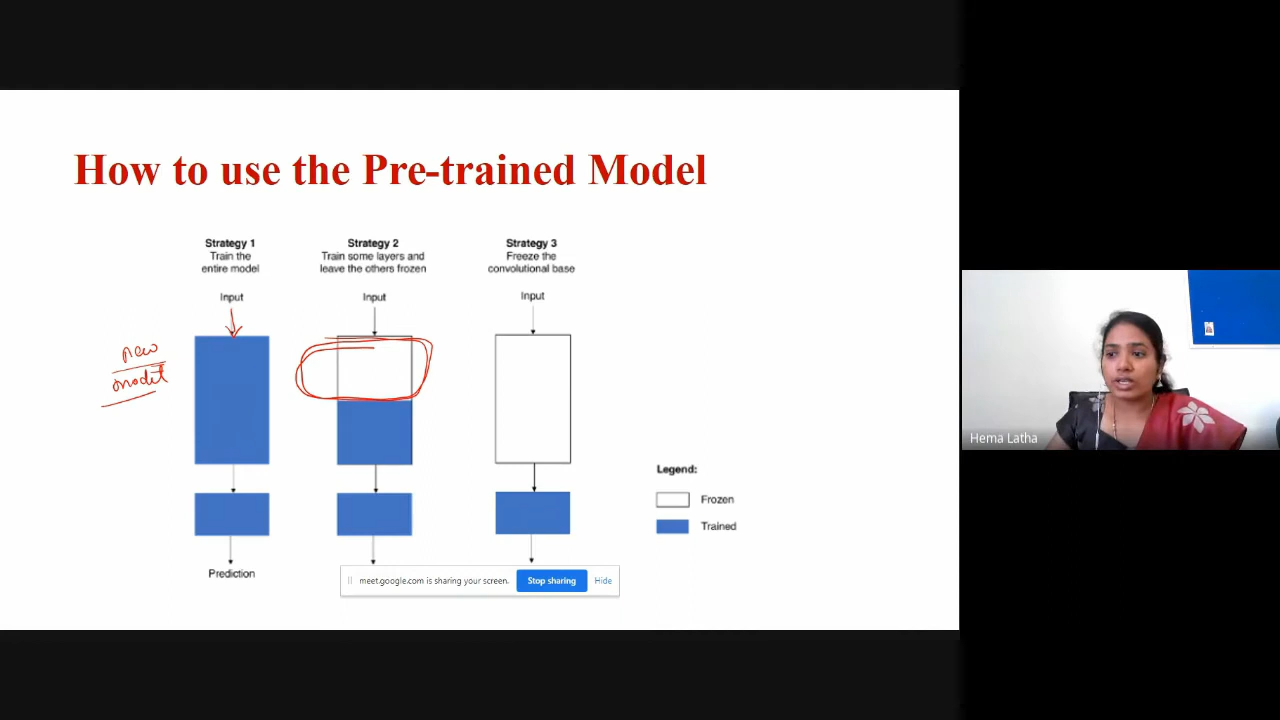 How to use the Pre-trained Model
Strategy 1
Train the
entire model
Strategy 2
Train some layers and
leave the others frozen
Strategy 3
Freeze the
convolutional base
Input
Input
Input
new
model
Prediction
Legend:
Frozen
Trained
meet.google.com is sharing your screen.
Stop sharing
Hide
Hema Latha